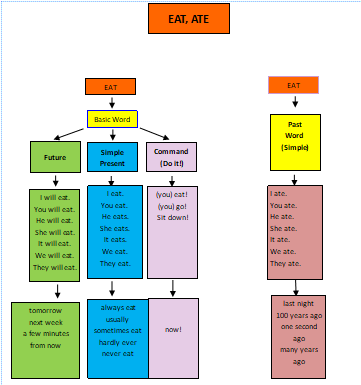 EAT, ATE
EAT
Basic Word
Future
Simple
Present
Command
(Do it!)
I will eat.
You will eat.
He will eat.
She will eat.
It will eat.
We will eat.
They will eat.
I eat.
You eat.
He eats.
She eats.
It eats.
We eat.
They eat.
(you) eat!
(you) go!
Sit down!
tomorrow
next week
a few minutes
from now
always eat
usually
sometimes eat
hardly ever
never eat
now!
EAT
Past
Word
(Simple)
I ate.
You ate.
He ate.
She ate.
It ate.
We ate.
They ate.
last night
100 years ago
one second
ago
many years
ago